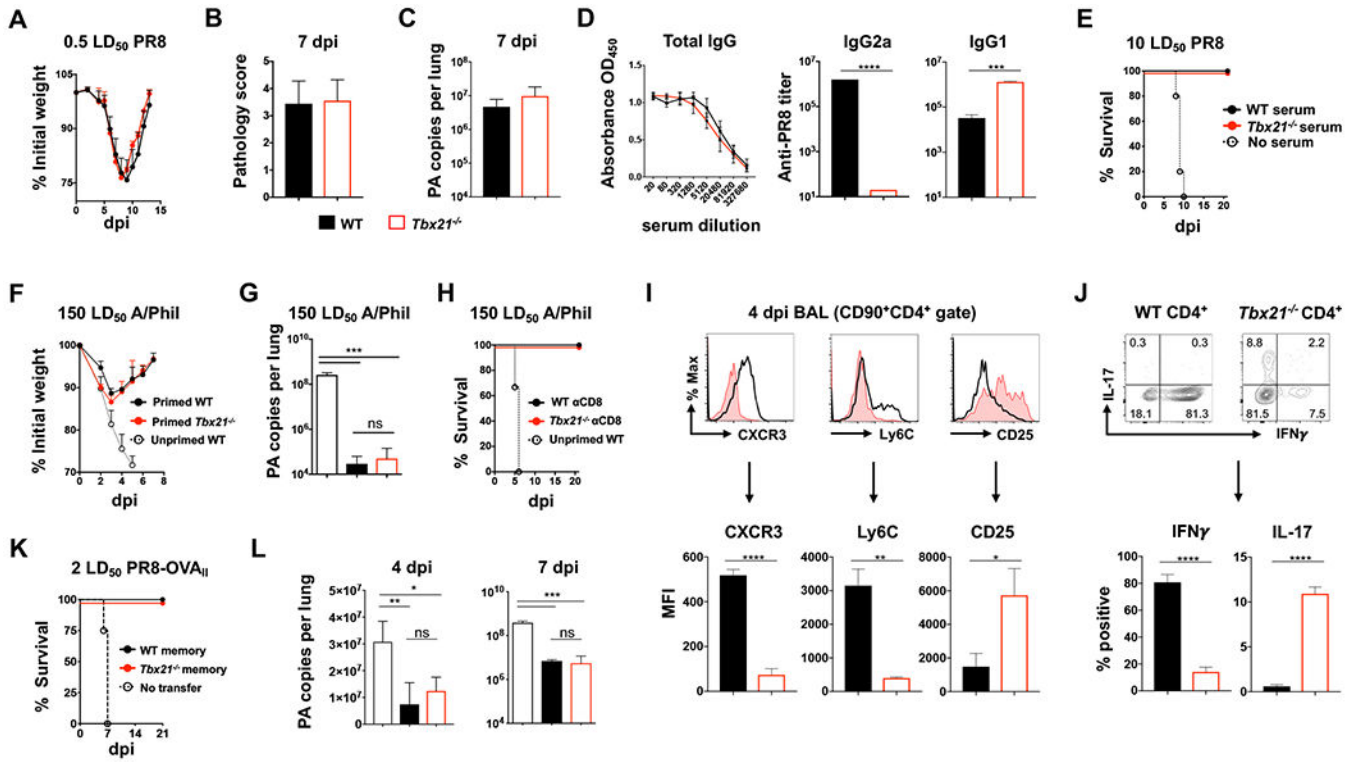 A
0.5 LD50 PR8
% Initial weight
105
90
75
0 5 10 15
dpi
B
7 dpi
Pathology score
5
4
3
2
1
0
C
7 dpi
PA copies per lung
10^8
10^7
10^6
10^5
10^4
WT
Tbx21-/-
D
Total IgG
Absorbance OD450
1.5
1.0
0.5
0.0
20 80 320 1280 5120 20480 81920 327680
serum dilution
IgG2a
****
Anti-PR8 titer
10^7
10^5
10^3
10^1
IgG1
***
10^7
10^5
10^3
10^1
E
10 LD50 PR8
% Survival
100
80
60
40
20
0
0 5 10 15 20
dpi
WT serum
Tbx21-/- serum
No serum
F
150 LD50 A/Phil
% Initial weight
100
90
80
70
0 2 4 6 8
dpi
Primed WT
Primed Tbx21-/-
Unprimed WT
G
150 LD50 A/Phil
PA copies per lung
***
ns
10^8
10^6
10^4
H
150 LD50 A/Phil
% Survival
100
80
60
40
20
0
0 5 10 15 20
dpi
WT αCD8
Tbx21-/- αCD8
Unprimed WT
I
4 dpi BAL (CD90+CD4+ gate)
% Max
CXCR3
Ly6C
CD25
CXCR3
Ly6C
CD25
MFI
600
400
200
0
****
4000
3000
2000
1000
0
**
8000
6000
4000
2000
0
*
J
WT CD4+
Tbx21-/- CD4+
IL-17
0.3 0.3
18.1 81.3
8.8 2.2
81.5 7.5
IFNγ
IFNγ
IL-17
% positive
100
80
60
40
20
0
****
15
10
5
0
****
K
2 LD50 PR8-OVAII
% Survival
100
75
50
25
0
0 7 14 21
dpi
WT memory
Tbx21-/- memory
No transfer
L
4 dpi
PA copies per lung
5×10^7
4×10^7
3×10^7
2×10^7
1×10^7
0
*
**
ns
7 dpi
10^10
10^8
10^6
10^4
***
ns